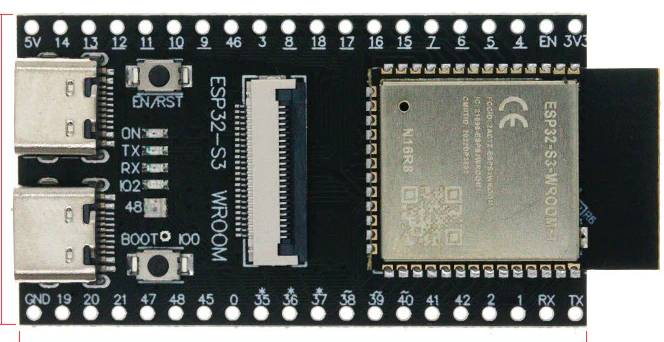 5V 14 13 12 11 10 9 46 3 8 18 17 16 15 7 6 5 4 EN 3V3
EN/RST
ON
TX
RX
IO2
48
BOOT IO0
ESP32-S3 WROOM
N16R8
CE
ESP32-S3-WROOM-1
R6
GND 19 20 21 47 48 45 0 35 36 37 38 39 40 41 42 2 1 RX TX
* * * ~ ~ ~